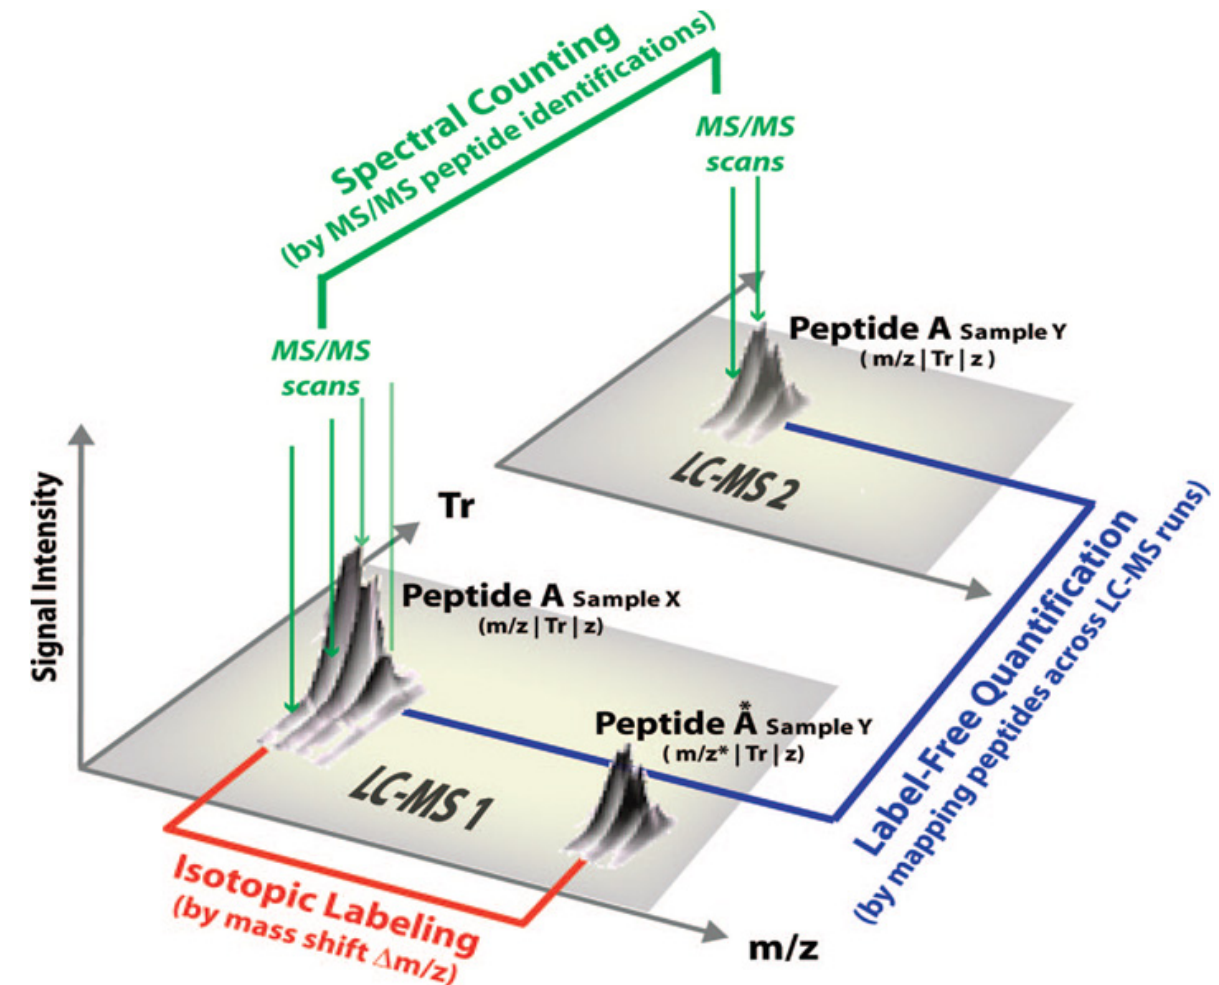 Spectral Counting
(by MS/MS peptide identifications)
MS/MS
scans
MS/MS
scans
Peptide A Sample Y
( m/z | Tr | z )
LC-MS 2
Signal Intensity
Tr
Peptide A Sample X
(m/z | Tr | z)
Peptide Å* Sample Y
( m/z* | Tr | z)
LC-MS 1
Label-Free Quantification
(by mapping peptides across LC-MS runs)
Isotopic Labeling
(by mass shift Δm/z)
m/z